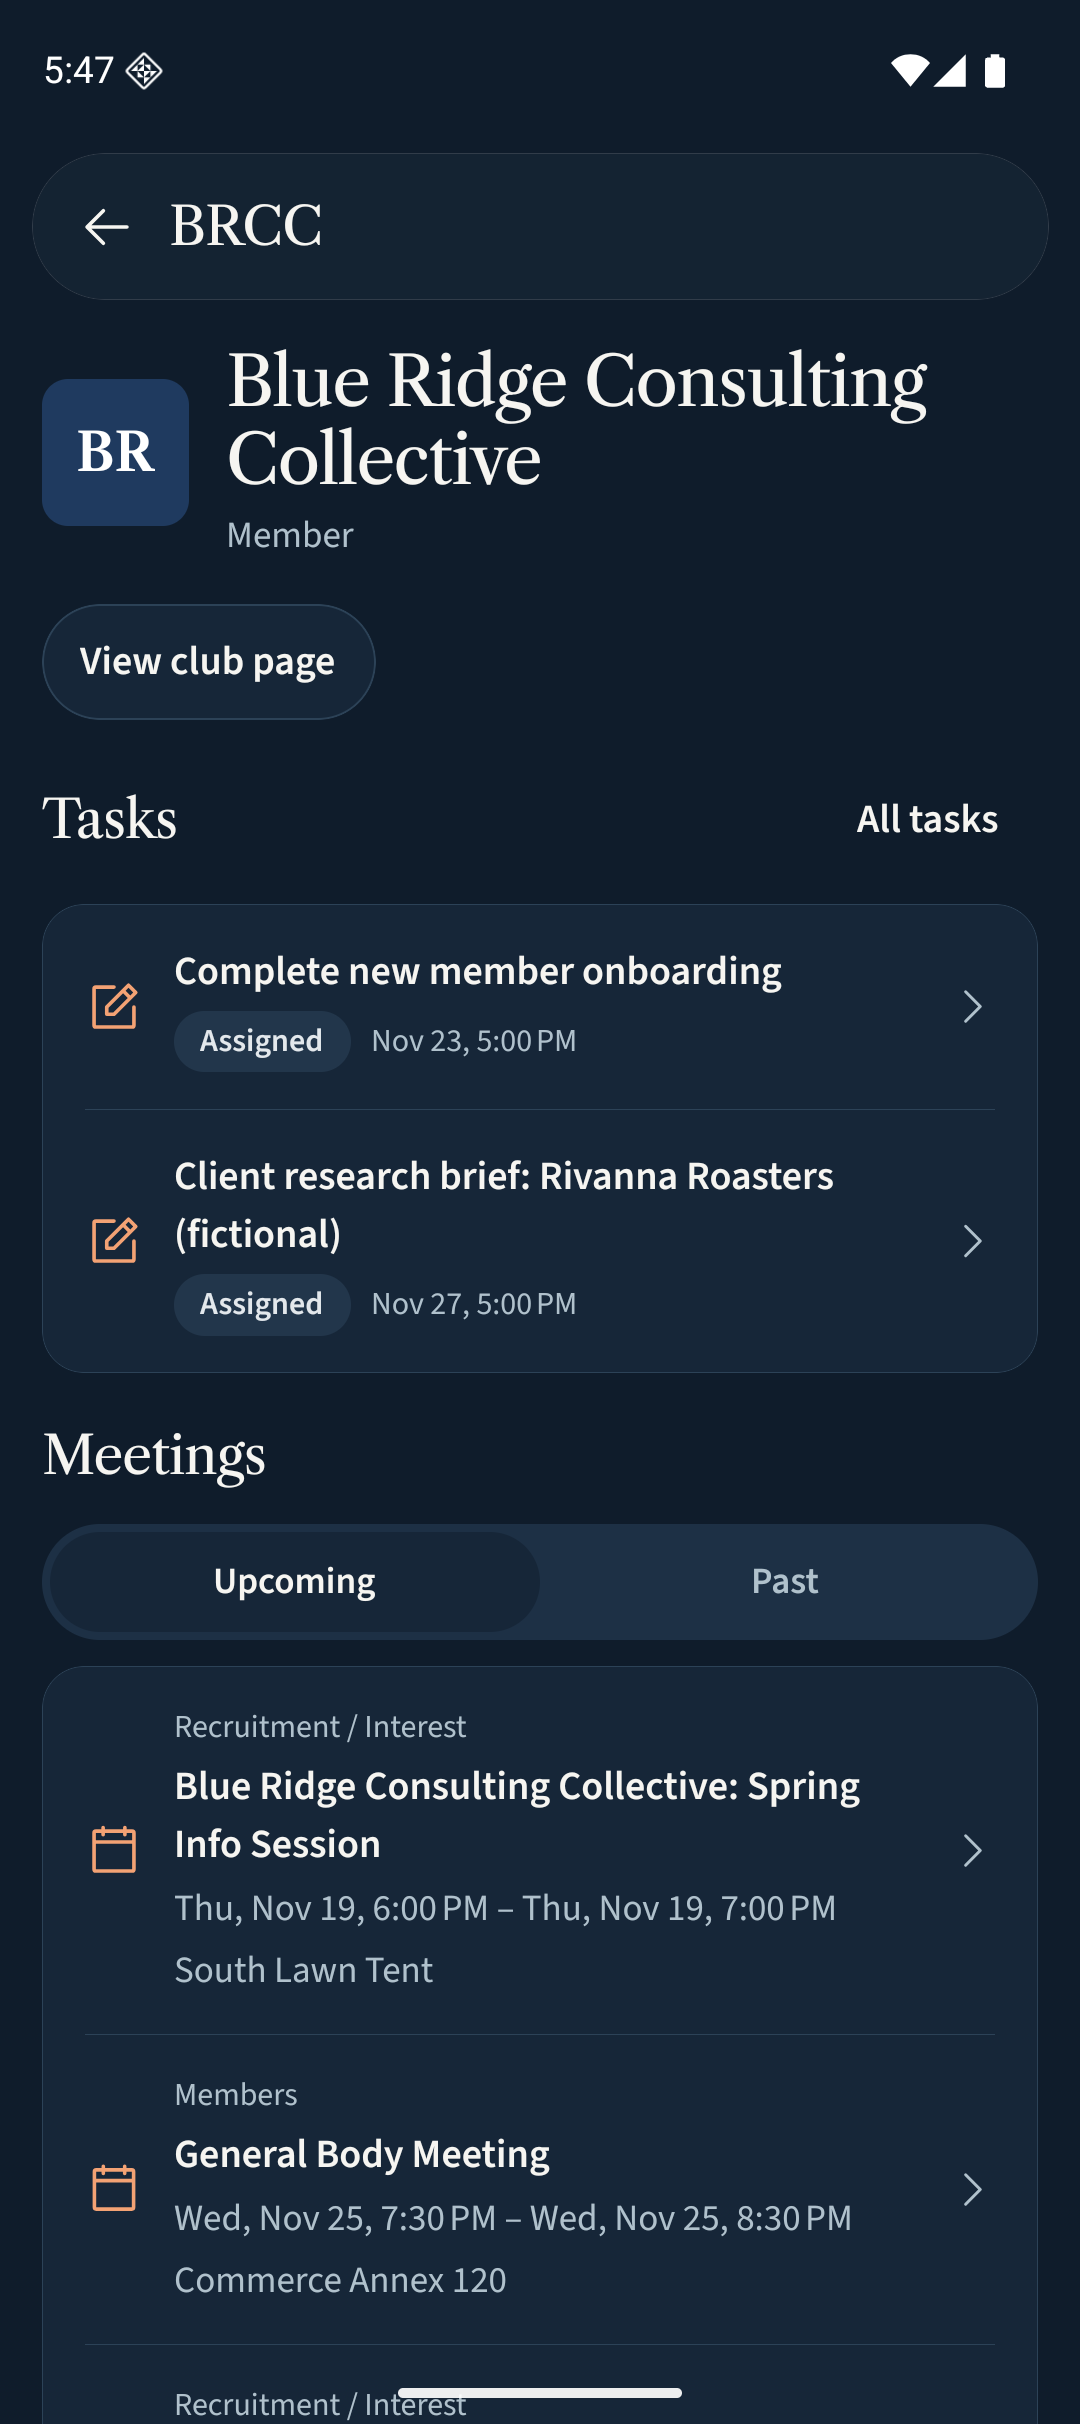 5:47
BRCC
BR
Blue Ridge Consulting
Collective
Member
View club page
Tasks
All tasks
Complete new member onboarding
Assigned
Nov 23, 5:00 PM
Client research brief: Rivanna Roasters
(fictional)
Assigned
Nov 27, 5:00 PM
Meetings
Upcoming
Past
Recruitment / Interest
Blue Ridge Consulting Collective: Spring
Info Session
Thu, Nov 19, 6:00 PM – Thu, Nov 19, 7:00 PM
South Lawn Tent
Members
General Body Meeting
Wed, Nov 25, 7:30 PM – Wed, Nov 25, 8:30 PM
Commerce Annex 120
Recruitment / Interest